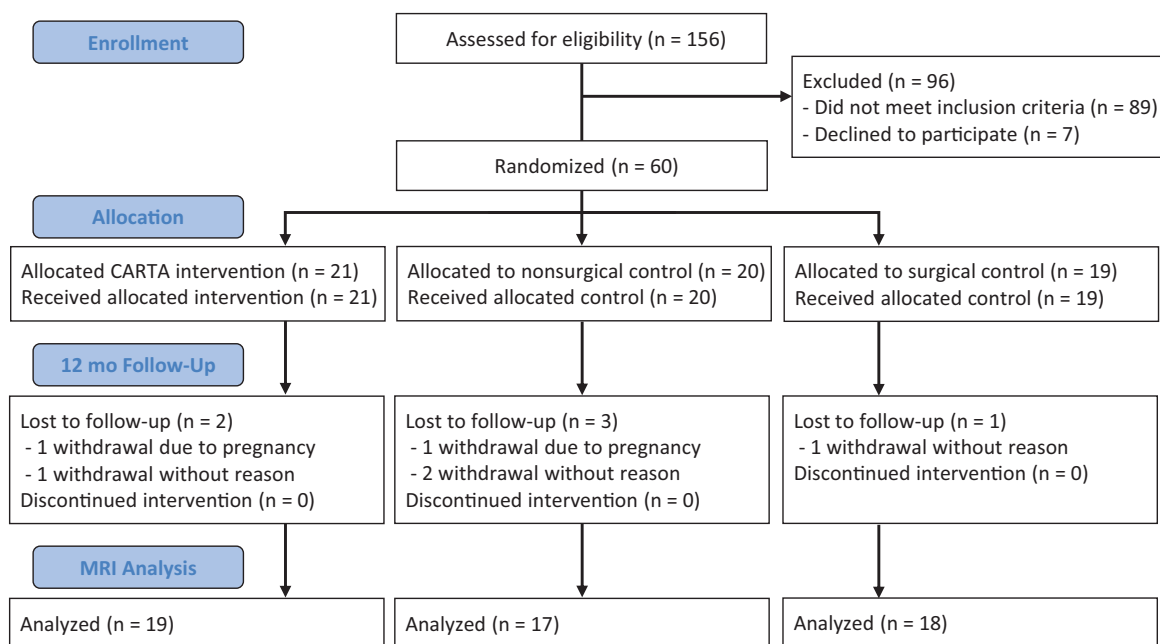 Enrollment
Assessed for eligibility (n = 156)
Excluded (n = 96)
- Did not meet inclusion criteria (n = 89)
- Declined to participate (n = 7)
Randomized (n = 60)
Allocation
Allocated CARTA intervention (n = 21)
Received allocated intervention (n = 21)
Allocated to nonsurgical control (n = 20)
Received allocated control (n = 20)
Allocated to surgical control (n = 19)
Received allocated control (n = 19)
12 mo Follow-Up
Lost to follow-up (n = 2)
- 1 withdrawal due to pregnancy
- 1 withdrawal without reason
Discontinued intervention (n = 0)
Lost to follow-up (n = 3)
- 1 withdrawal due to pregnancy
- 2 withdrawal without reason
Discontinued intervention (n = 0)
Lost to follow-up (n = 1)
- 1 withdrawal without reason
Discontinued intervention (n = 0)
MRI Analysis
Analyzed (n = 19)
Analyzed (n = 17)
Analyzed (n = 18)